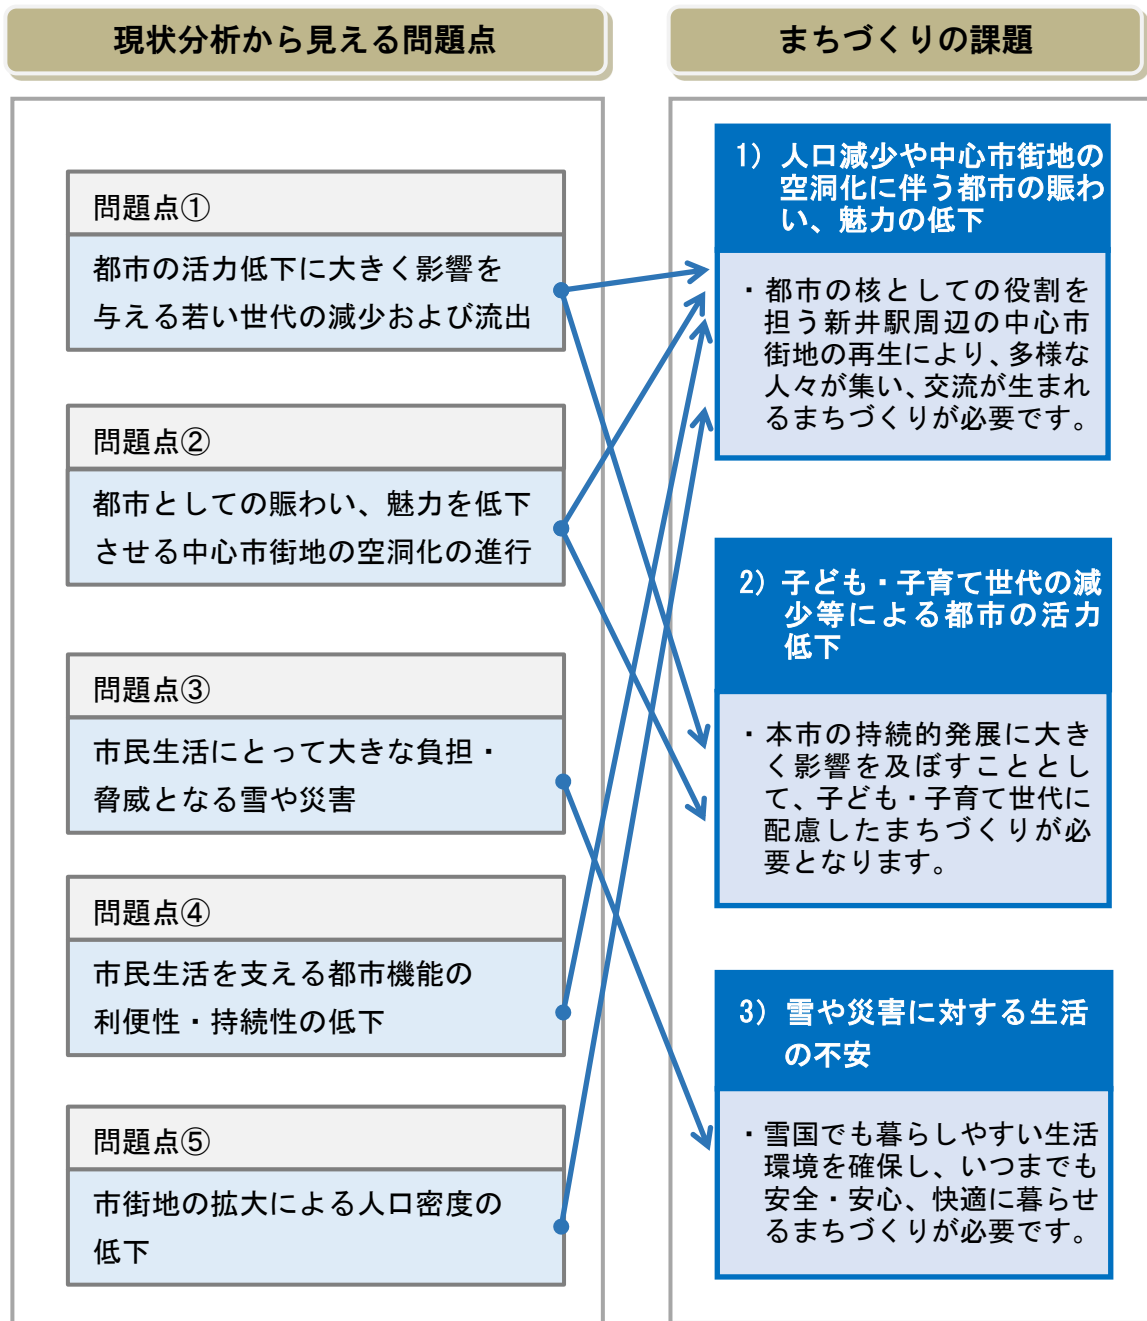 現状分析から見える問題点
問題点①
都市の活力低下に大きく影響を
与える若い世代の減少および流出
問題点②
都市としての賑わい、魅力を低下
させる中心市街地の空洞化の進行
問題点③
市民生活にとって大きな負担・
脅威となる雪や災害
問題点④
市民生活を支える都市機能の
利便性・持続性の低下
問題点⑤
市街地の拡大による人口密度の
低下
まちづくりの課題
1）人口減少や中心市街地の
空洞化に伴う都市の賑わ
い、魅力の低下
・都市の核としての役割を
担う新井駅周辺の中心市
街地の再生により、多様な
人々が集い、交流が生まれ
るまちづくりが必要です。
2）子ども・子育て世代の減
少等による都市の活力
低下
・本市の持続的発展に大き
く影響を及ぼすこととし
て、子ども・子育て世代に
配慮したまちづくりが必
要となります。
3）雪や災害に対する生活
の不安
・雪国でも暮らしやすい生活
環境を確保し、いつまでも
安全・安心、快適に暮らせ
るまちづくりが必要です。